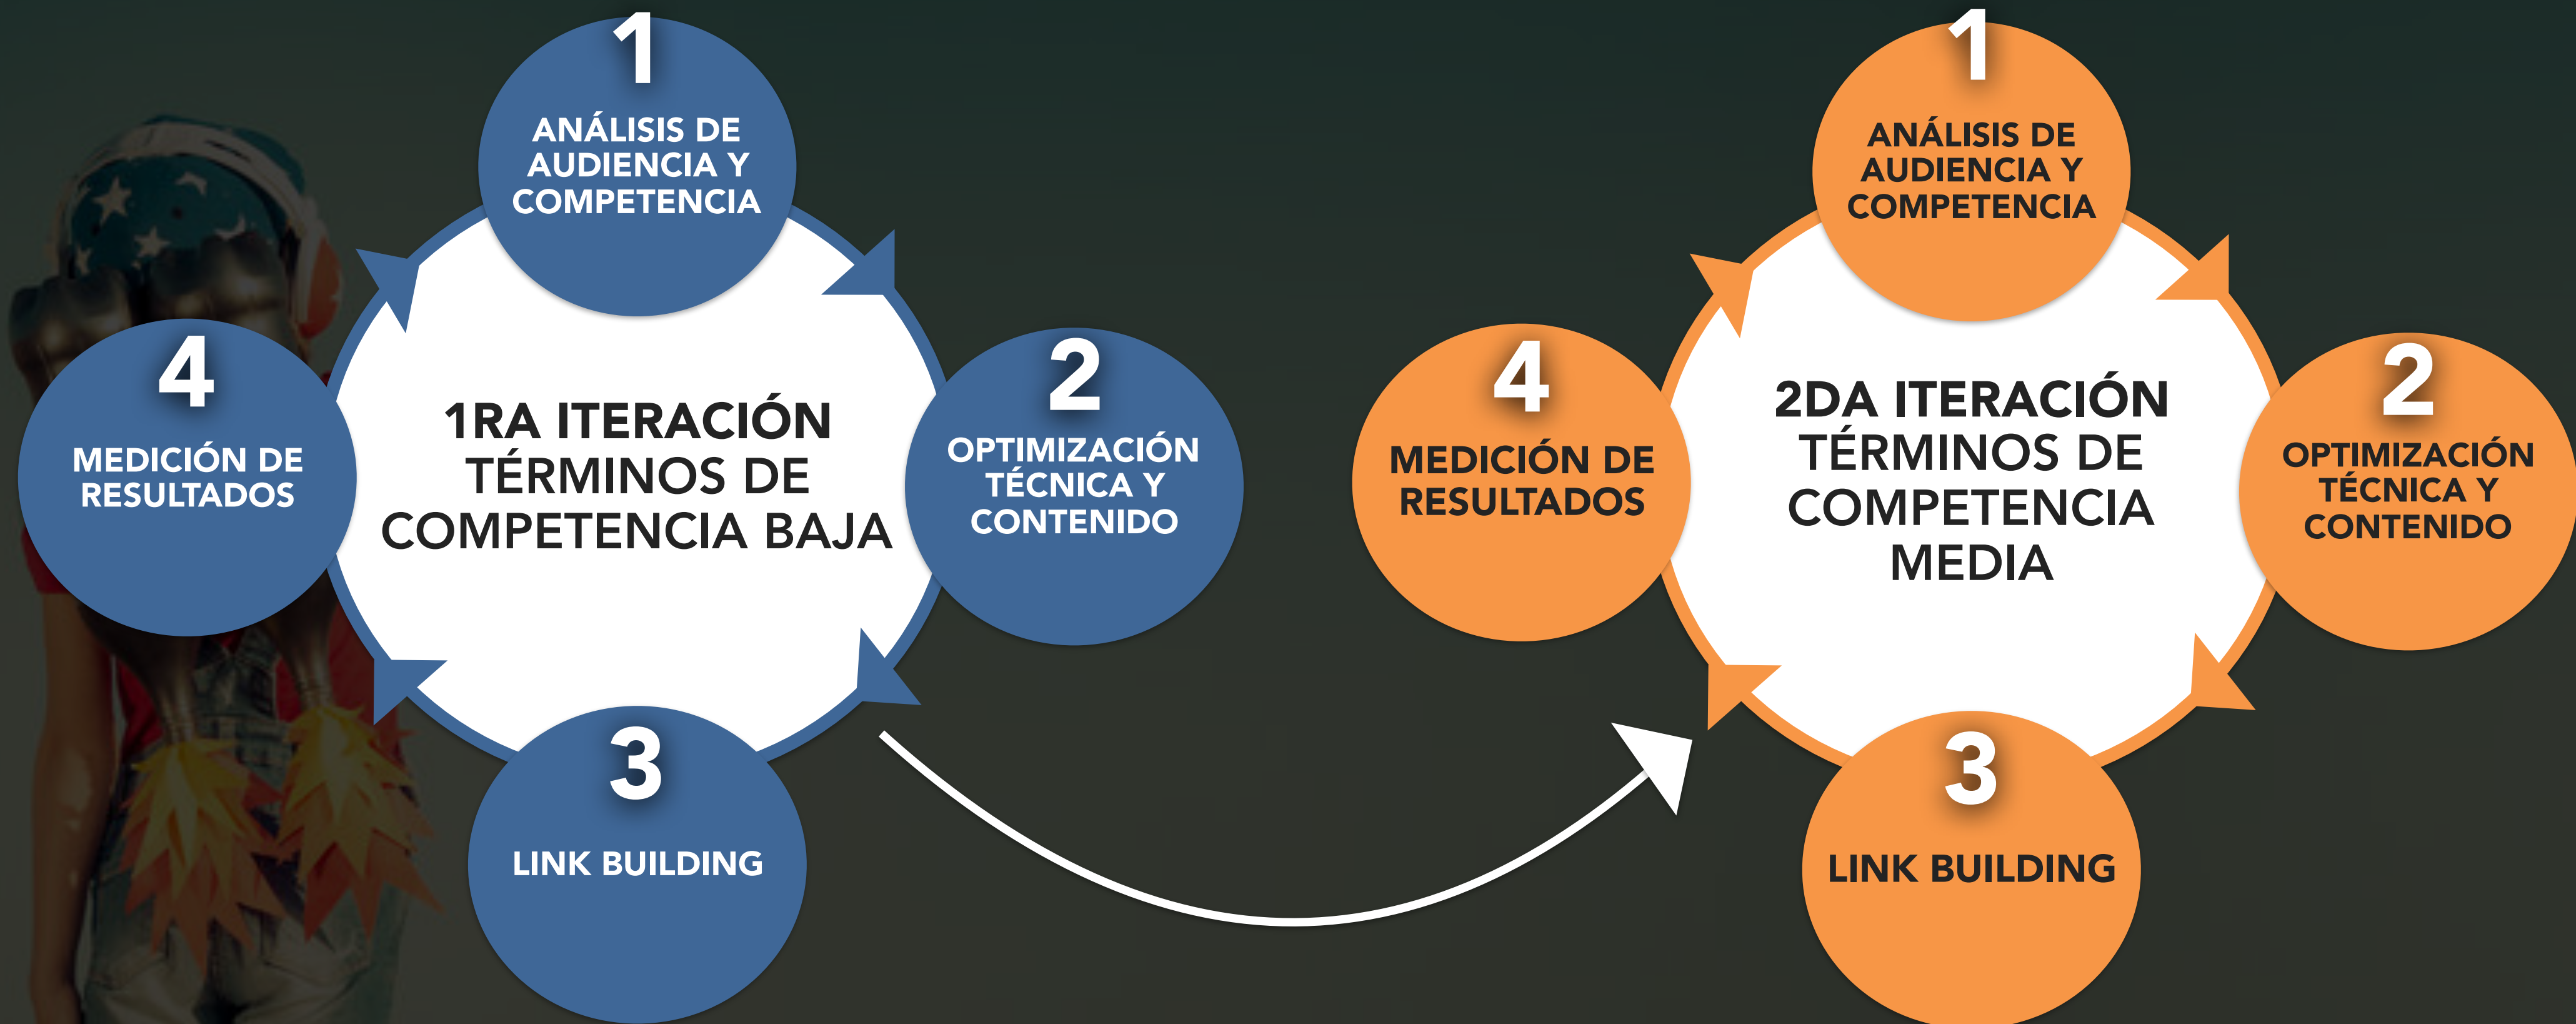 1
ANÁLISIS DE
AUDIENCIA Y
COMPETENCIA
2
OPTIMIZACIÓN
TÉCNICA Y
CONTENIDO
3
LINK BUILDING
4
MEDICIÓN DE
RESULTADOS
1RA ITERACIÓN
TÉRMINOS DE
COMPETENCIA BAJA
1
ANÁLISIS DE
AUDIENCIA Y
COMPETENCIA
2
OPTIMIZACIÓN
TÉCNICA Y
CONTENIDO
3
LINK BUILDING
4
MEDICIÓN DE
RESULTADOS
2DA ITERACIÓN
TÉRMINOS DE
COMPETENCIA
MEDIA